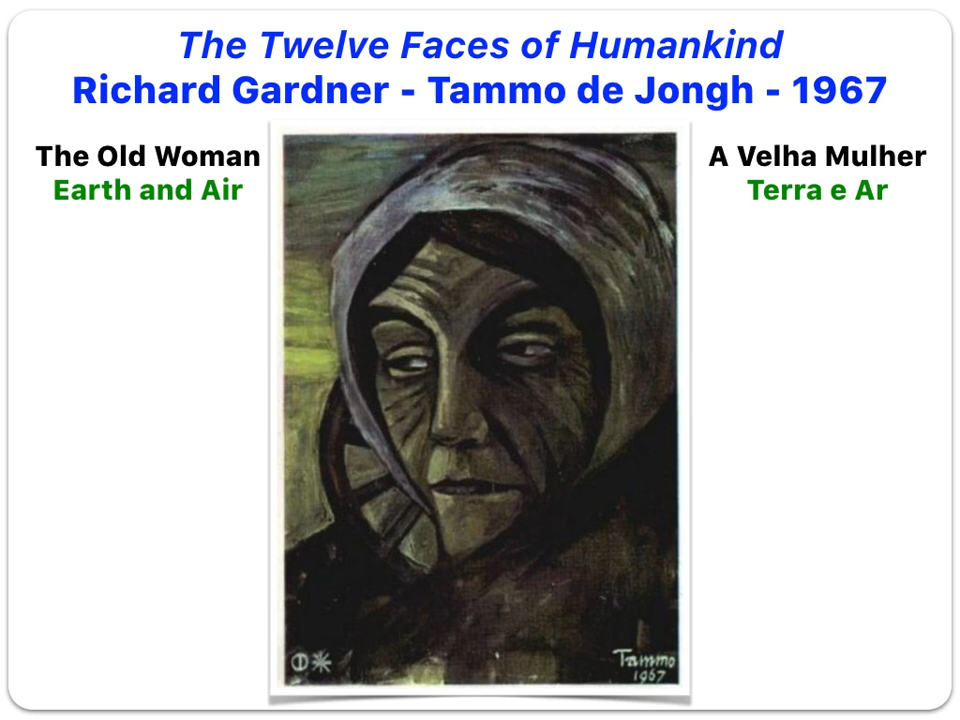 The Twelve Faces of Humankind
Richard Gardner - Tammo de Jongh - 1967
The Old Woman
Earth and Air
A Velha Mulher
Terra e Ar
Tammo
1967